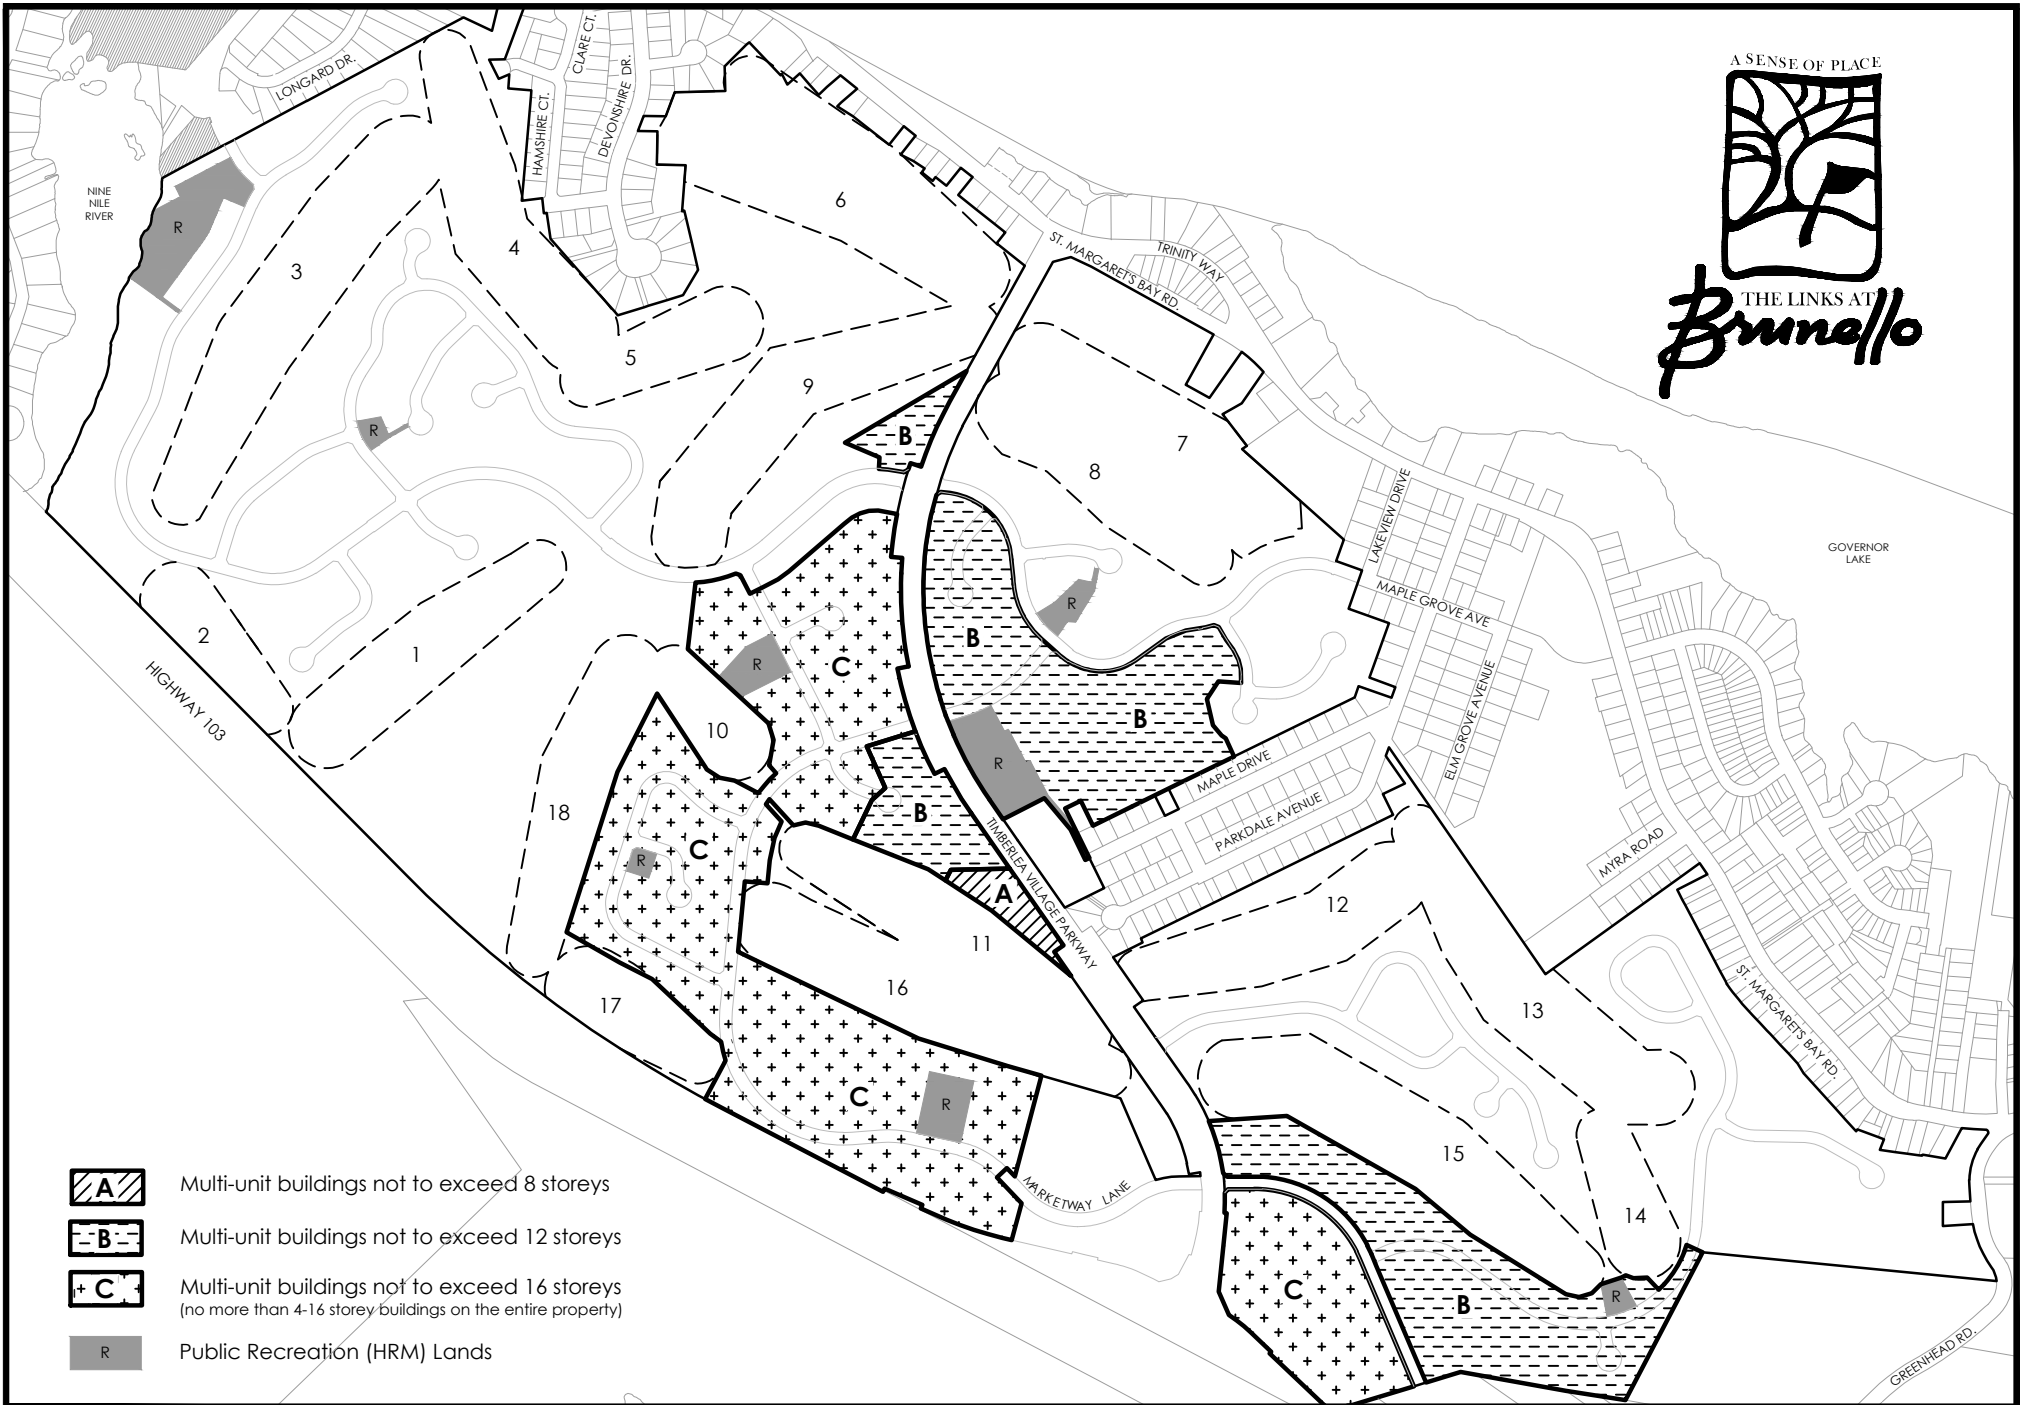 A SENSE OF PLACE
THE LINKS AT
Brunello
LONGARD DR.
CLARE CT.
DEVONSHIRE DR.
HAMSHIRE CT.
NINE
NILE
RIVER
R
3
4
6
5
9
ST. MARGARETS BAY RD.
TRINITY WAY
R
B
7
8
LAKEVIEW DRIVE
GOVERNOR
LAKE
MAPLE GROVE AVE
ELM GROVE AVENUE
2
1
HIGHWAY 103
R
C
B
R
B
10
R
MAPLE DRIVE
PARKDALE AVENUE
MYRA ROAD
18
C
R
B
TIMBERLEA VILLAGE PARKWAY
A
11
12
16
17
13
ST. MARGARETS BAY RD.
C
R
15
MARKETWAY LANE
14
C
B
R
GREENHEAD RD.
A Multi-unit buildings not to exceed 8 storeys
B Multi-unit buildings not to exceed 12 storeys
C Multi-unit buildings not to exceed 16 storeys
(no more than 4-16 storey buildings on the entire property)
R Public Recreation (HRM) Lands